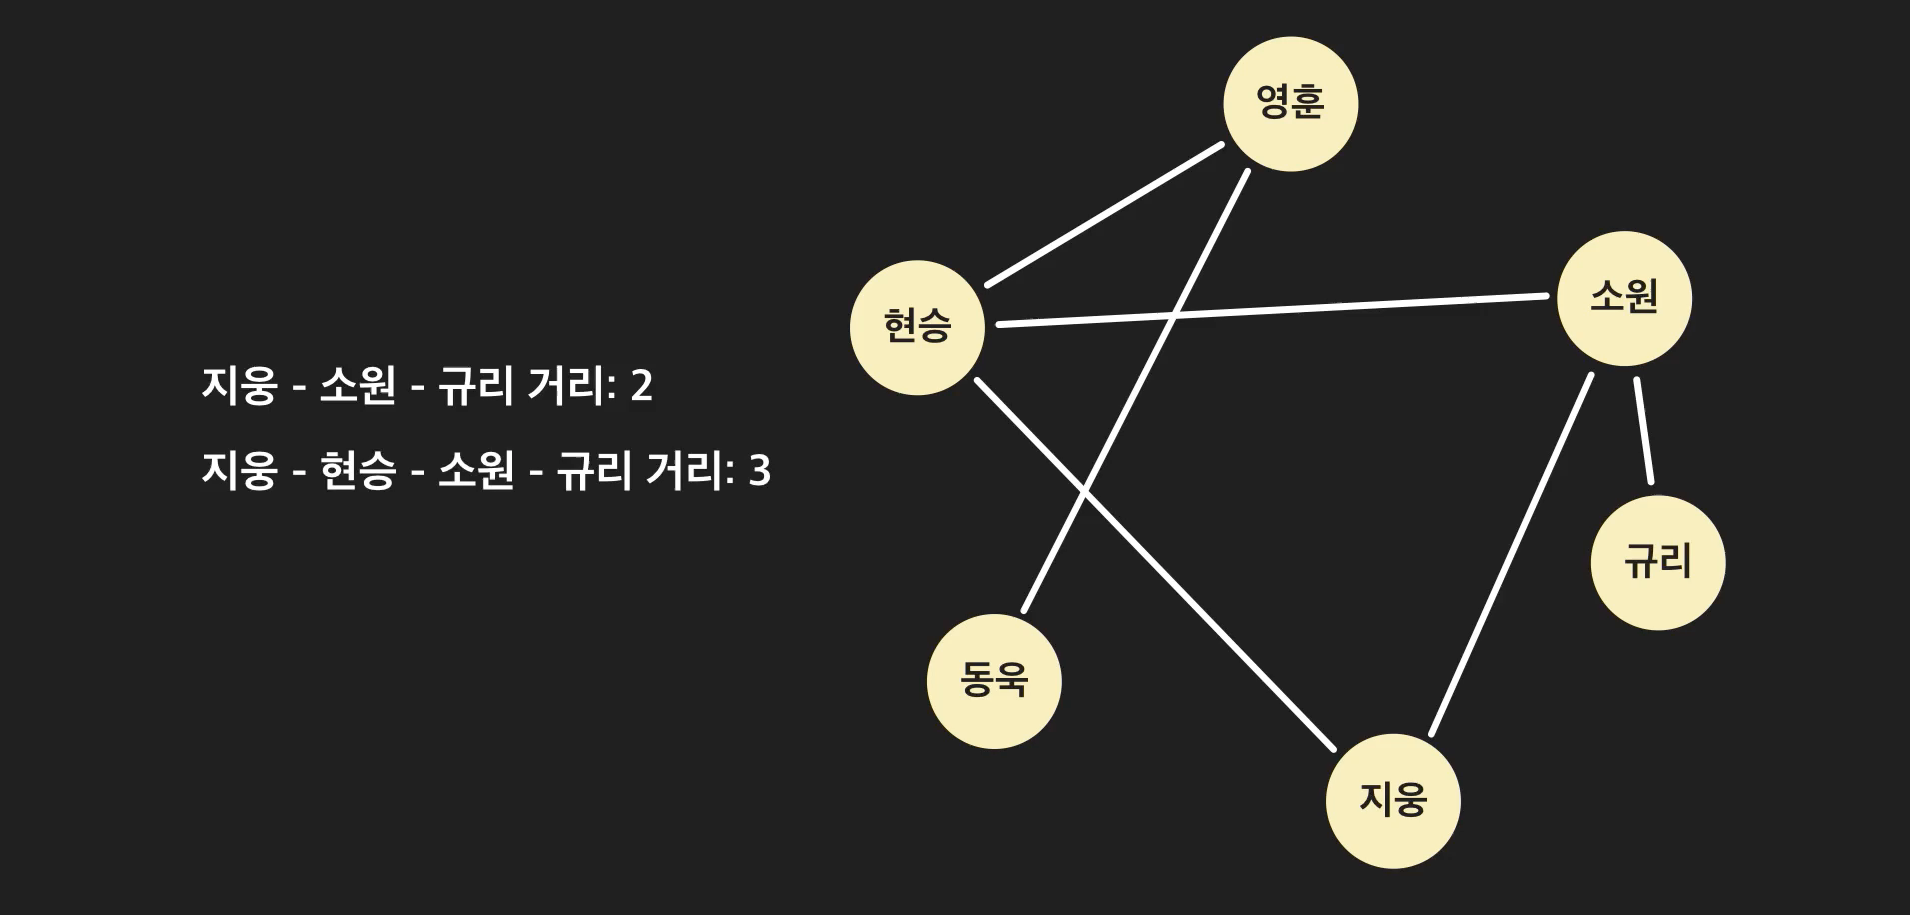 영훈
소원
현승
지웅 - 소원 - 규리 거리: 2
지웅 - 현승 - 소원 - 규리 거리: 3
규리
동욱
지웅